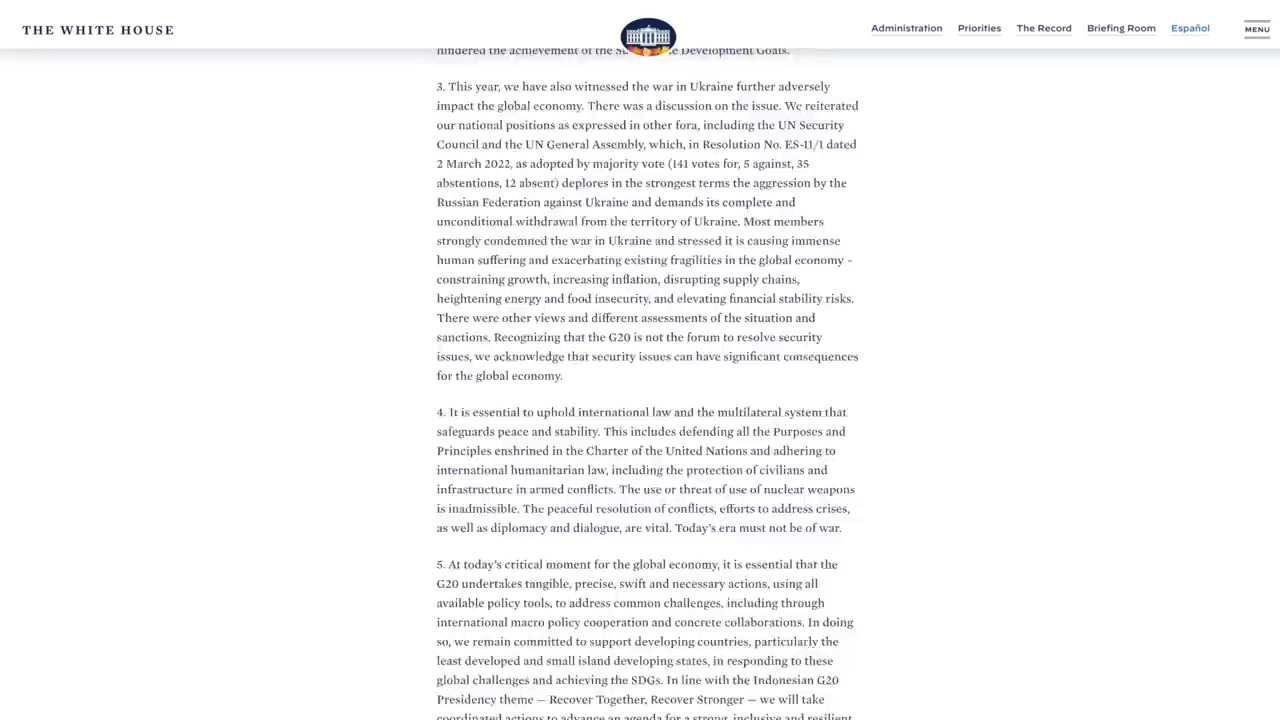 THE WHITE HOUSE
Administration
Priorities
The Record
Briefing Room
Español
MENU
hindered the achievement of the Development Goals.
3. This year, we have also witnessed the war in Ukraine further adversely
impact the global economy. There was a discussion on the issue. We reiterated
our national positions as expressed in other fora, including the UN Security
Council and the UN General Assembly, which, in Resolution No. ES-11/1 dated
2 March 2022, as adopted by majority vote (141 votes for, 5 against, 35
abstentions, 12 absent) deplores in the strongest terms the aggression by the
Russian Federation against Ukraine and demands its complete and
unconditional withdrawal from the territory of Ukraine. Most members
strongly condemned the war in Ukraine and stressed it is causing immense
human suffering and exacerbating existing fragilities in the global economy –
constraining growth, increasing inflation, disrupting supply chains,
heightening energy and food insecurity, and elevating financial stability risks.
There were other views and different assessments of the situation and
sanctions. Recognizing that the G20 is not the forum to resolve security
issues, we acknowledge that security issues can have significant consequences
for the global economy.
4. It is essential to uphold international law and the multilateral system that
safeguards peace and stability. This includes defending all the Purposes and
Principles enshrined in the Charter of the United Nations and adhering to
international humanitarian law, including the protection of civilians and
infrastructure in armed conflicts. The use or threat of use of nuclear weapons
is inadmissible. The peaceful resolution of conflicts, efforts to address crises,
as well as diplomacy and dialogue, are vital. Today's era must not be of war.
5. At today's critical moment for the global economy, it is essential that the
G20 undertakes tangible, precise, swift and necessary actions, using all
available policy tools, to address common challenges, including through
international macro policy cooperation and concrete collaborations. In doing
so, we remain committed to support developing countries, particularly the
least developed and small island developing states, in responding to these
global challenges and achieving the SDGs. In line with the Indonesian G20
Presidency theme — Recover Together, Recover Stronger — we will take
coordinated actions to advance an agenda for a strong, inclusive and resilient